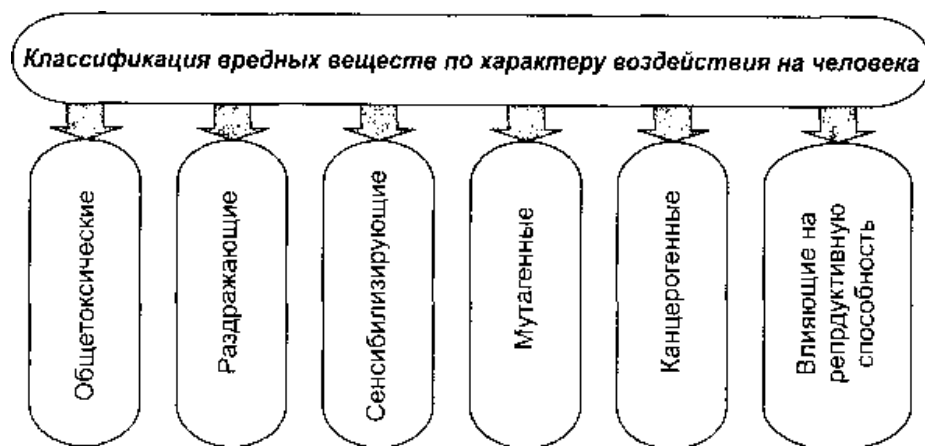 Классификация вредных веществ по характеру воздействия на человека
Общетоксические
Раздражающие
Сенсибилизирующие
Мутагенные
Канцерогенные
Влияющие на
репрдуктивную
способность